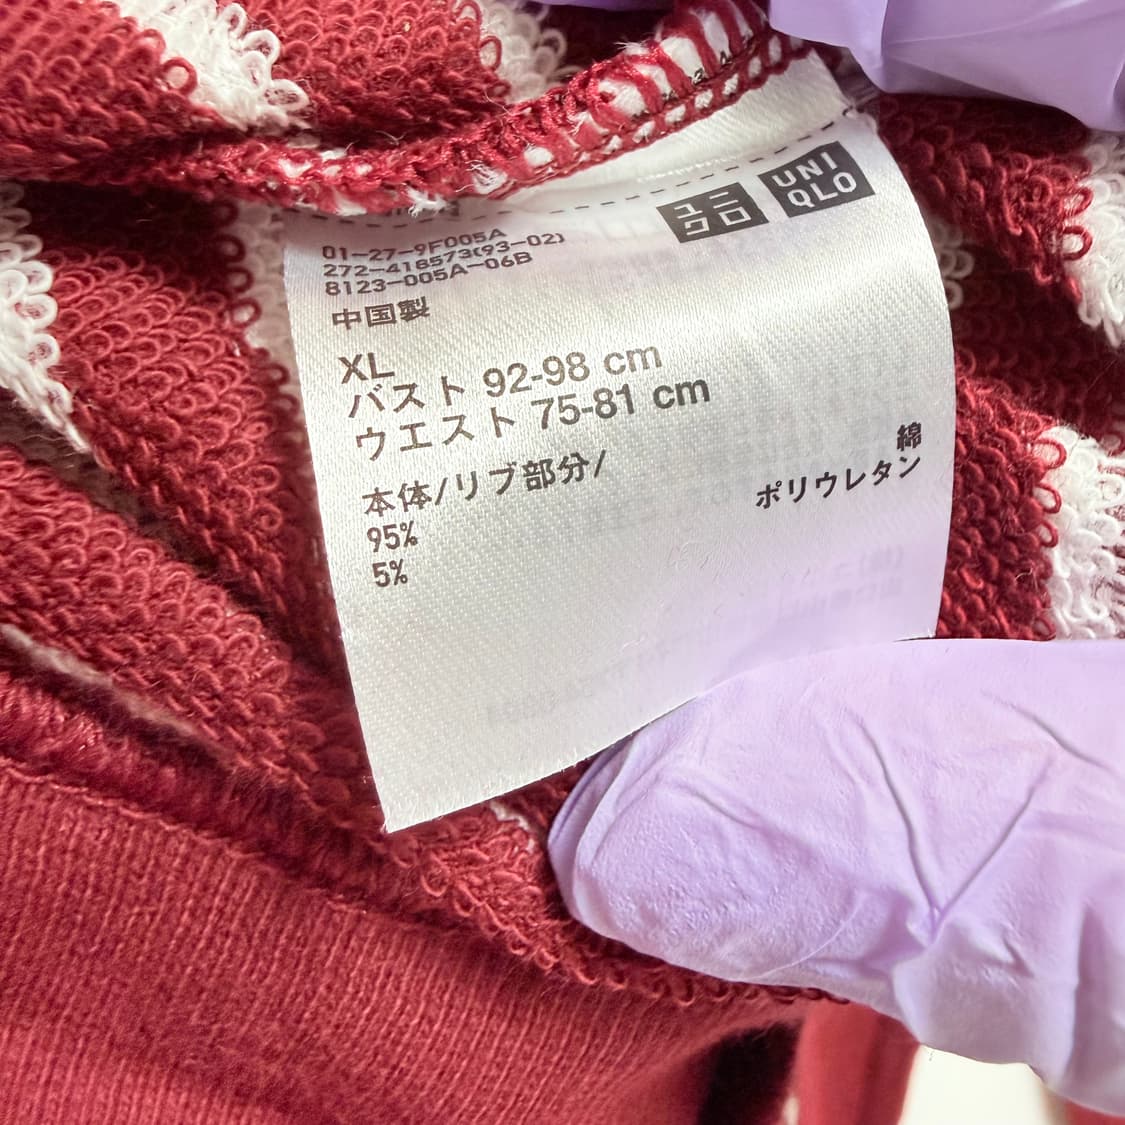 ユニ
クロ
UNI
QLO
01-27-9F005A
272-418573(93-02)
8123-005A-06B
中国製
XL
バスト 92-98 cm
ウエスト 75-81 cm
本体/リブ部分/
綿
95%
ポリウレタン
5%